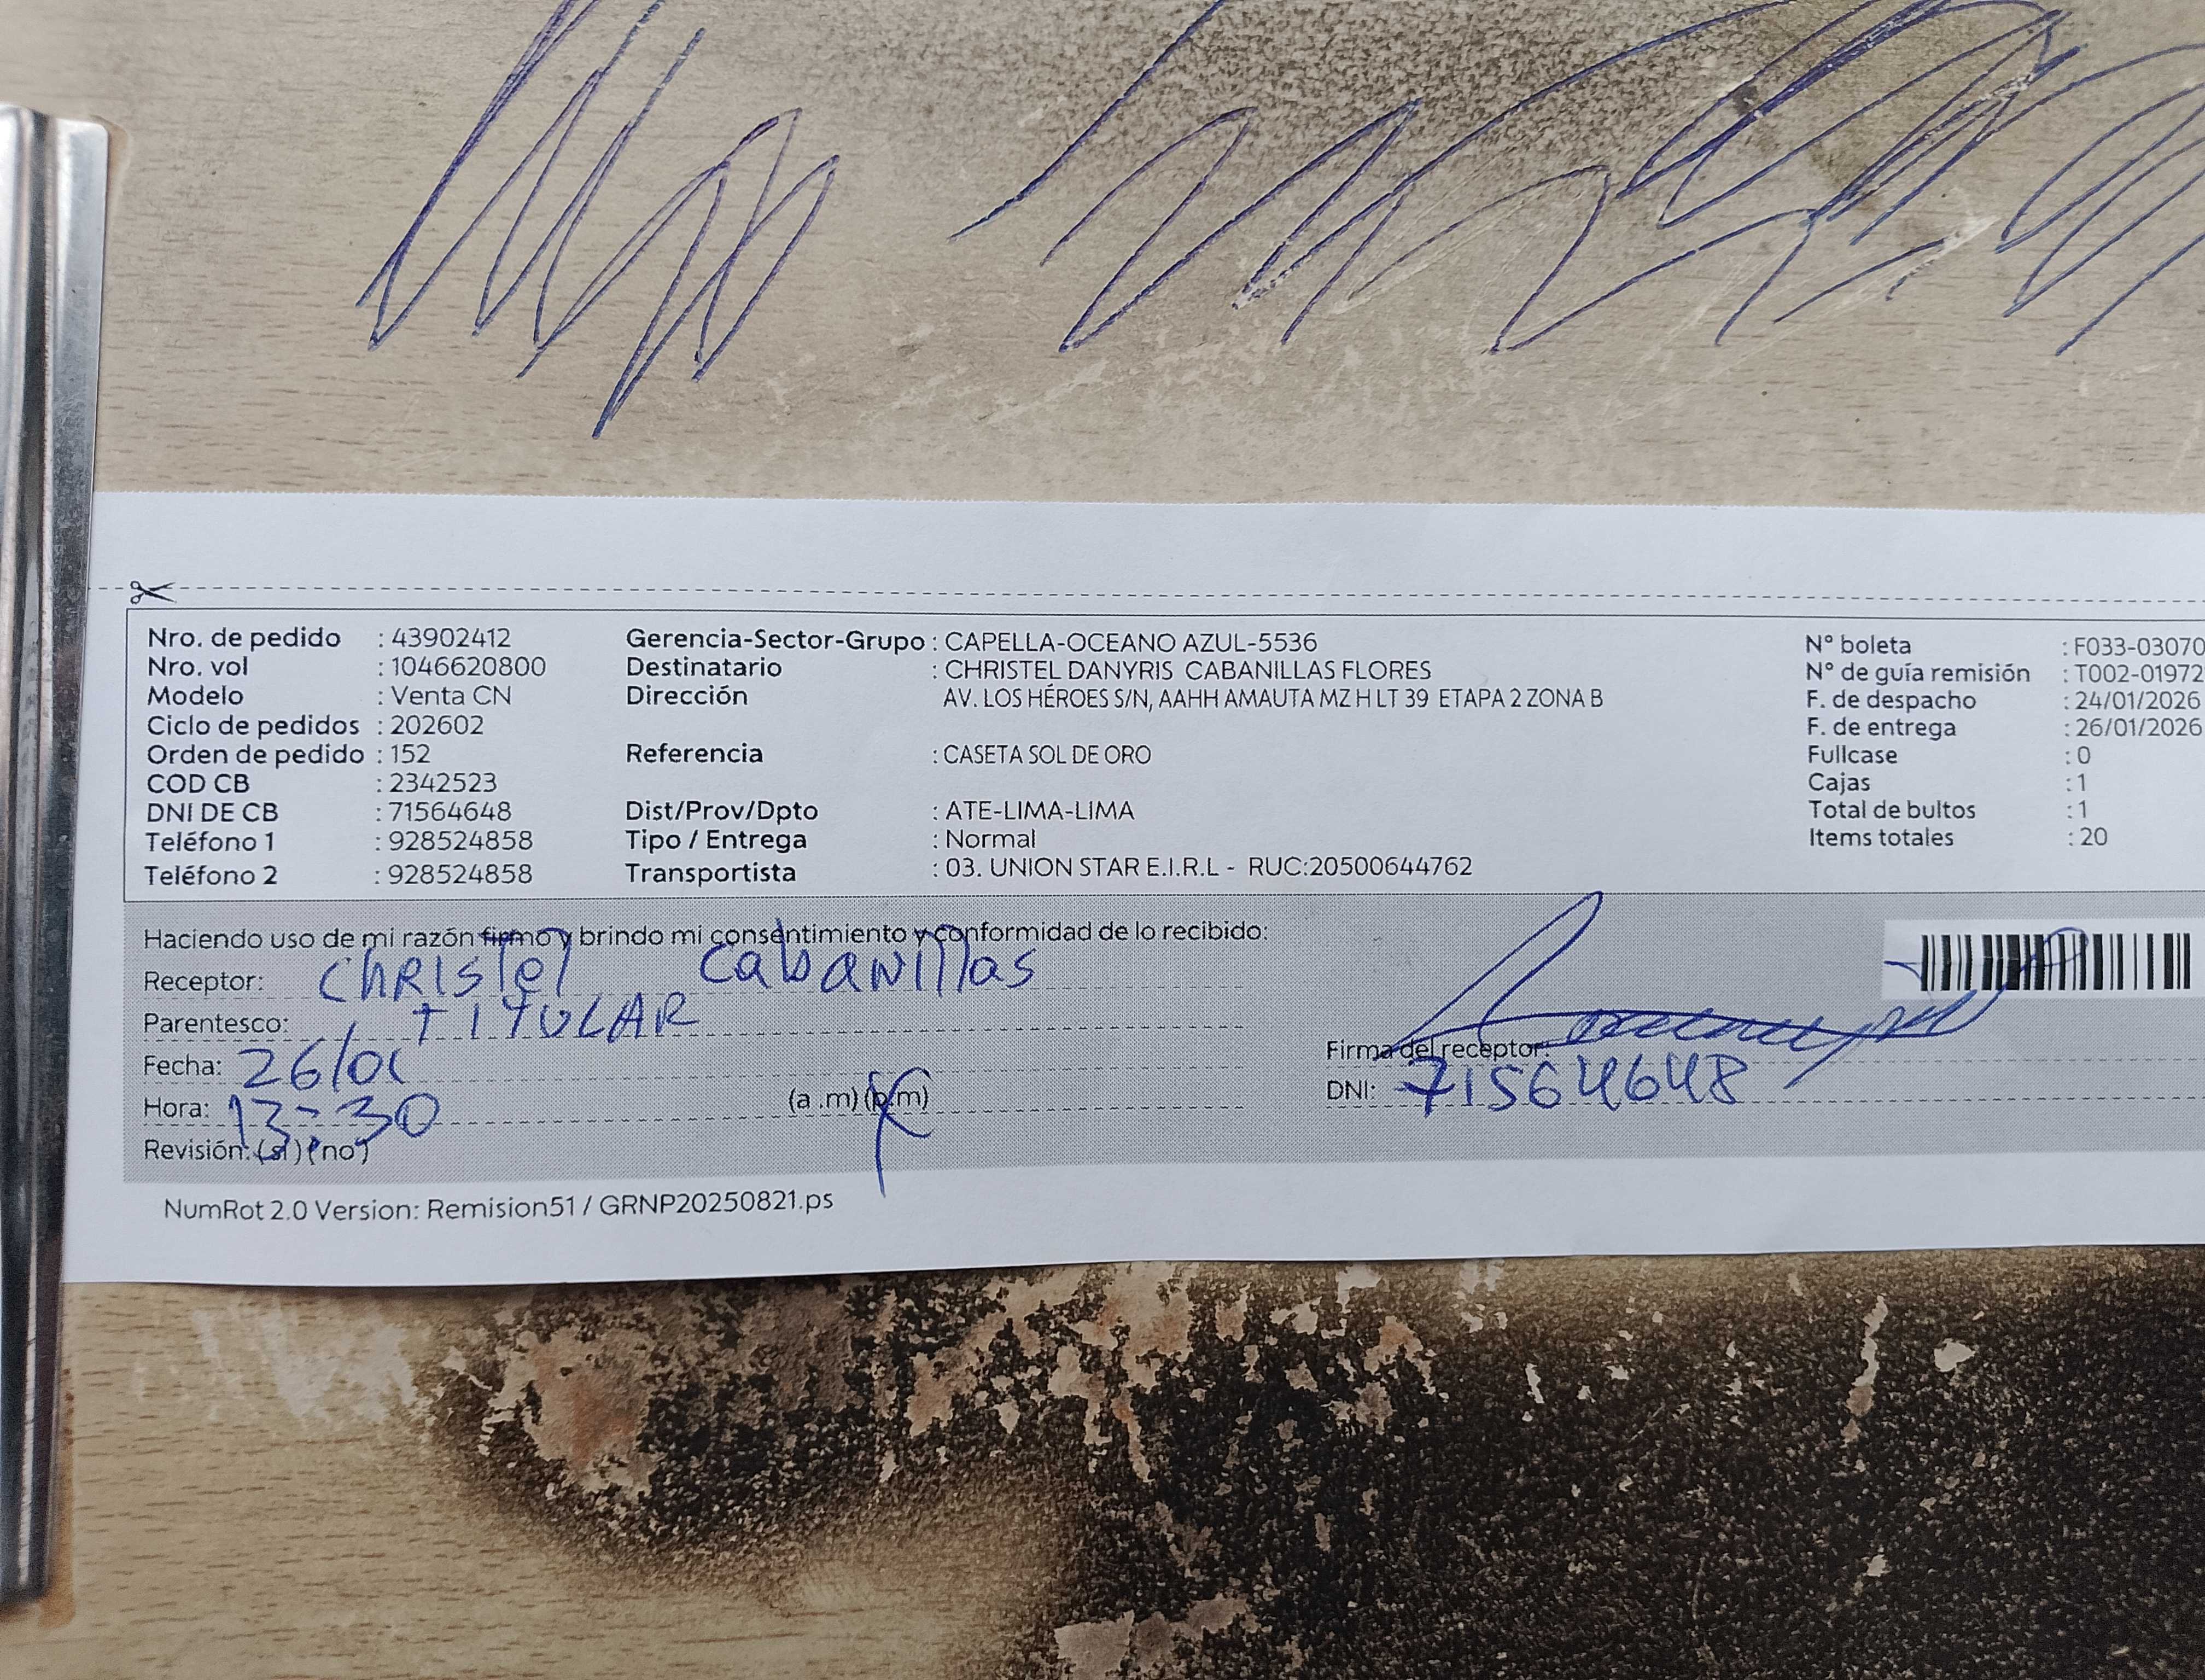 Nro. de pedido : 43902412 Gerencia-Sector-Grupo : CAPELLA-OCEANO AZUL-5536 N° boleta : F033-03070
Nro. vol : 1046620800 Destinatario : CHRISTEL DANYRIS CABANILLAS FLORES N° de guía remisión : T002-01972
Modelo : Venta CN Dirección AV. LOS HÉROES S/N, AAHH AMAUTA MZ H LT 39 ETAPA 2 ZONA B F. de despacho : 24/01/2026
Ciclo de pedidos : 202602 F. de entrega : 26/01/2026
Orden de pedido : 152 Referencia : CASETA SOL DE ORO Fullcase : 0
COD CB : 2342523 Cajas : 1
DNI DE CB : 71564648 Dist/Prov/Dpto : ATE-LIMA-LIMA Total de bultos : 1
Teléfono 1 : 928524858 Tipo / Entrega : Normal Items totales : 20
Teléfono 2 : 928524858 Transportista : 03. UNION STAR E.I.R.L - RUC:20500644762
Haciendo uso de mi razón firmo y brindo mi consentimiento y conformidad de lo recibido:
Receptor: Christel Cabanillas
Parentesco: TITULAR
Fecha: 26/01 Firma del receptor:
Hora: 13:30 (a .m) (p.m) DNI: 71564648
Revisión: (si) (no)
NumRot 2.0 Version: Remision51 / GRNP20250821.ps